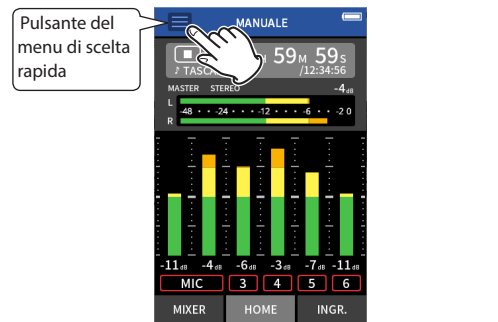 Pulsante del
menu di scelta
rapida
MANUALE
59M 59s
♪ TASCA
/12:34:56
MASTER STEREO -4dB
L
-48 -24 -12 -6 -2 0
R
-11dB -4dB -6dB -3dB -7dB -11dB
MIC 3 4 5 6
MIXER HOME INGR.